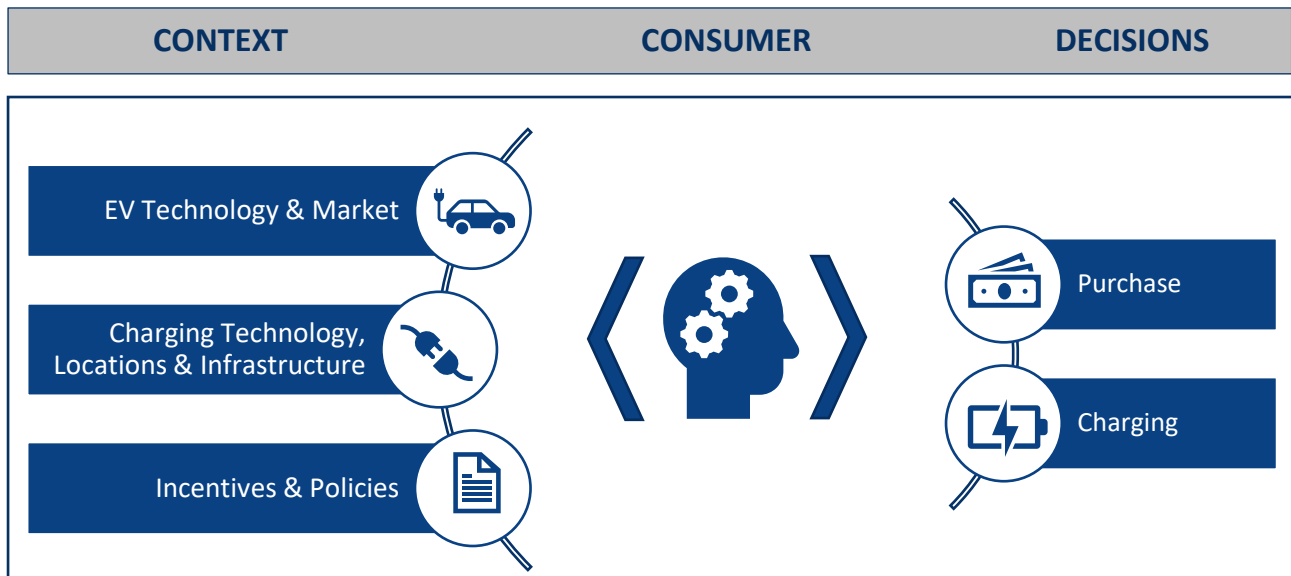 CONTEXT
CONSUMER
DECISIONS
EV Technology & Market
Charging Technology,
Locations & Infrastructure
Incentives & Policies
Purchase
Charging